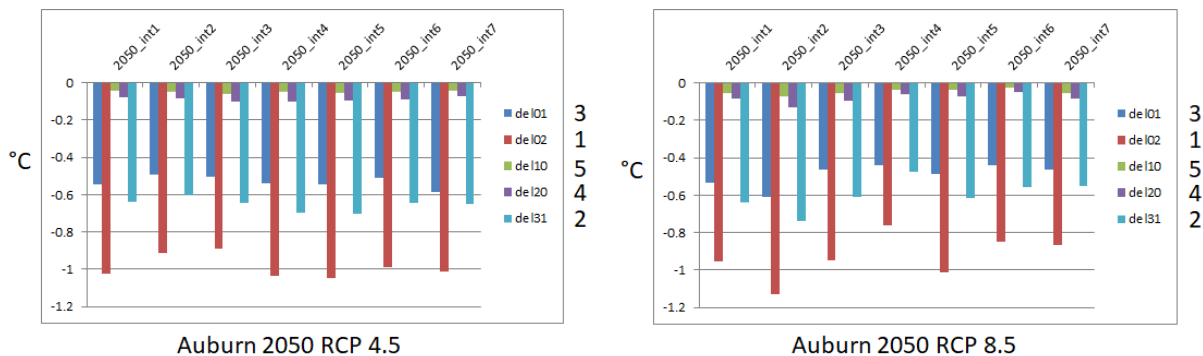 2050_int1 2050_int2 2050_int3 2050_int4 2050_int5 2050_int6 2050_int7
0
-0.2
-0.4
-0.6
-0.8
-1
-1.2
°C
del01 3
del02 1
del10 5
del20 4
del31 2
Auburn 2050 RCP 4.5
2050_int1 2050_int2 2050_int3 2050_int4 2050_int5 2050_int6 2050_int7
0
-0.2
-0.4
-0.6
-0.8
-1
-1.2
°C
del01 3
del02 1
del10 5
del20 4
del31 2
Auburn 2050 RCP 8.5